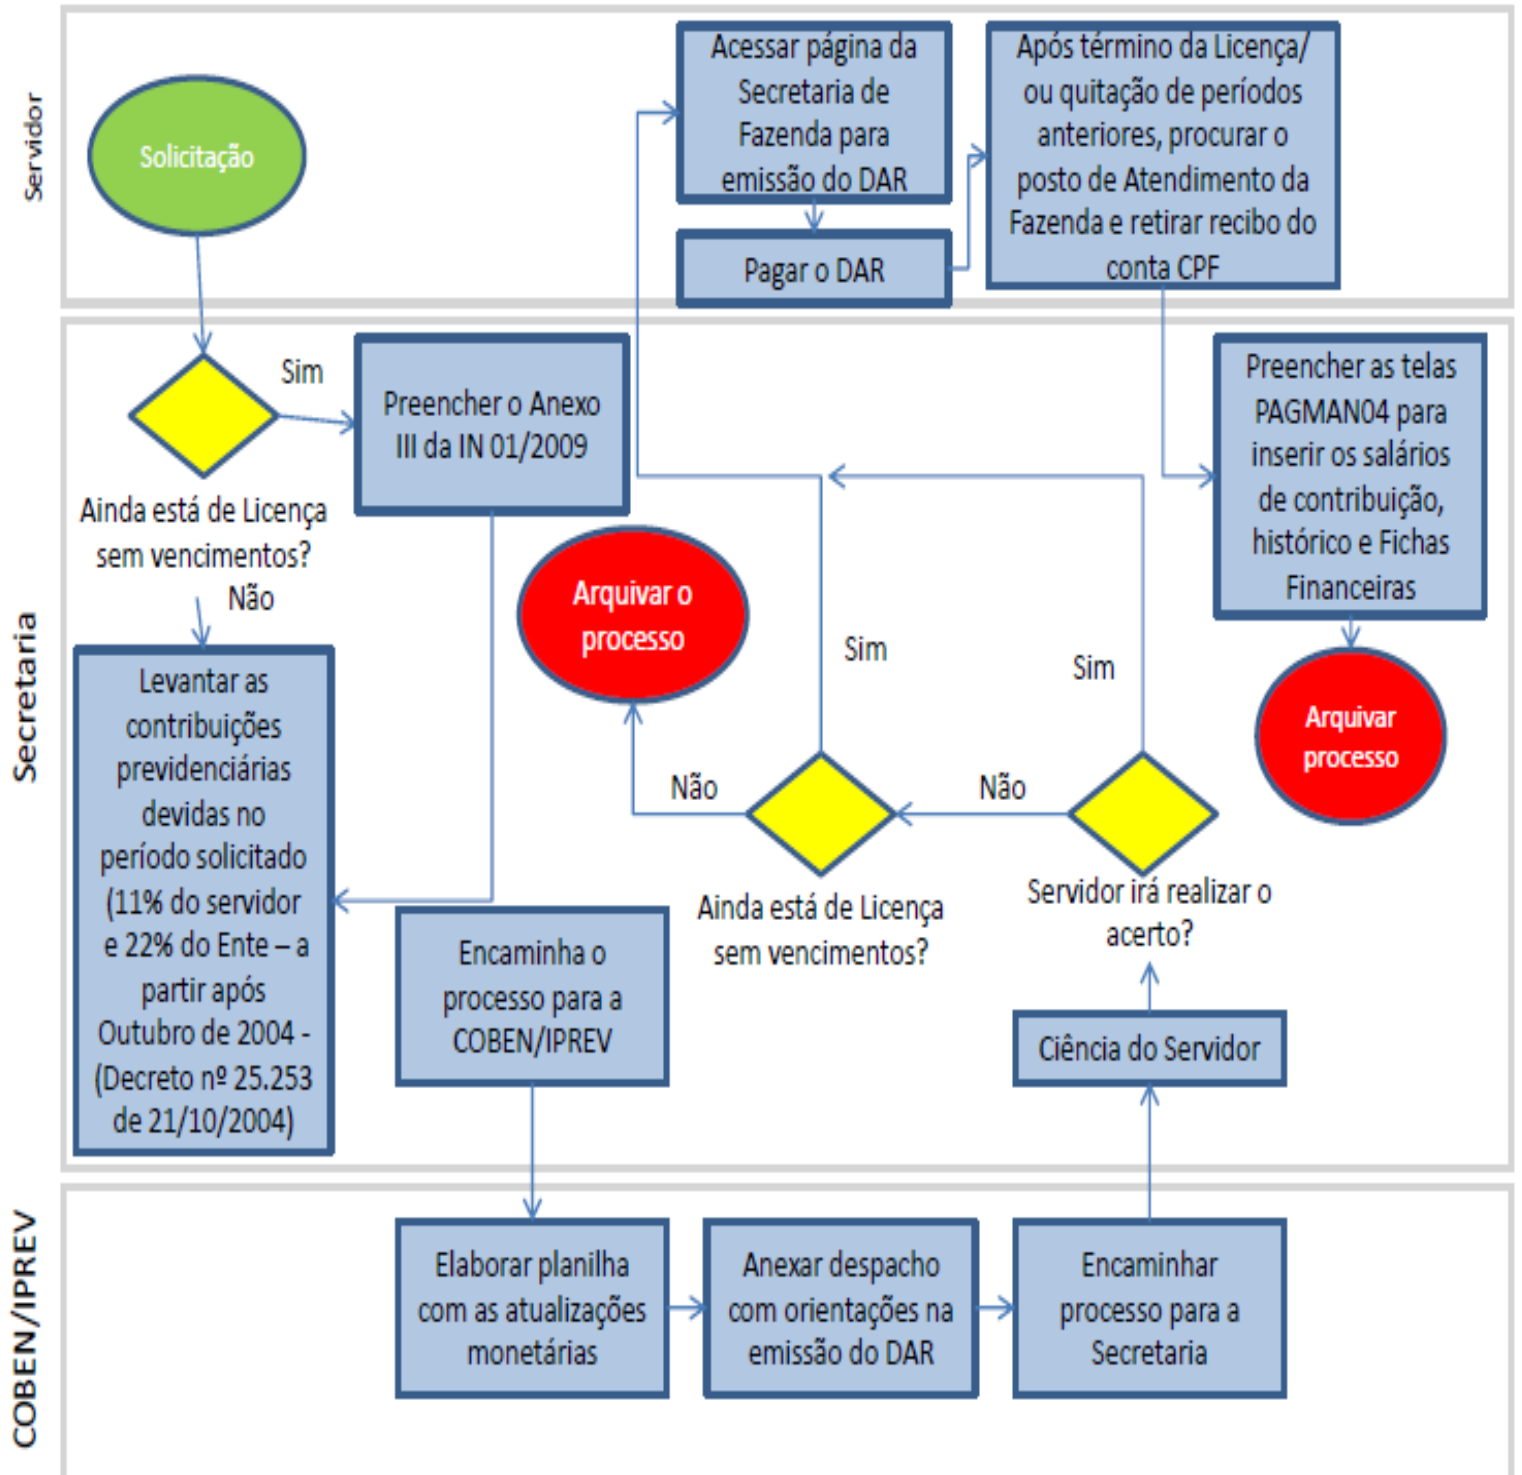 Servidor
Solicitação
Acessar página da
Secretaria de
Fazenda para
emissão do DAR
Pagar o DAR
Após término da Licença/
ou quitação de períodos
anteriores, procurar o
posto de Atendimento da
Fazenda e retirar recibo do
conta CPF
Secretaria
Sim
Ainda está de Licença
sem vencimentos?
Não
Preencher o Anexo
III da IN 01/2009
Levantar as
contribuições
previdenciárias
devidas no
período solicitado
(11% do servidor
e 22% do Ente – a
partir após
Outubro de 2004 -
(Decreto nº 25.253
de 21/10/2004)
Encaminha o
processo para a
COBEN/IPREV
Arquivar o
processo
Não
Sim
Ainda está de Licença
sem vencimentos?
Não
Sim
Servidor irá realizar o
acerto?
Ciência do Servidor
Preencher as telas
PAGMAN04 para
inserir os salários
de contribuição,
histórico e Fichas
Financeiras
Arquivar
processo
COBEN/IPREV
Elaborar planilha
com as atualizações
monetárias
Anexar despacho
com orientações na
emissão do DAR
Encaminhar
processo para a
Secretaria